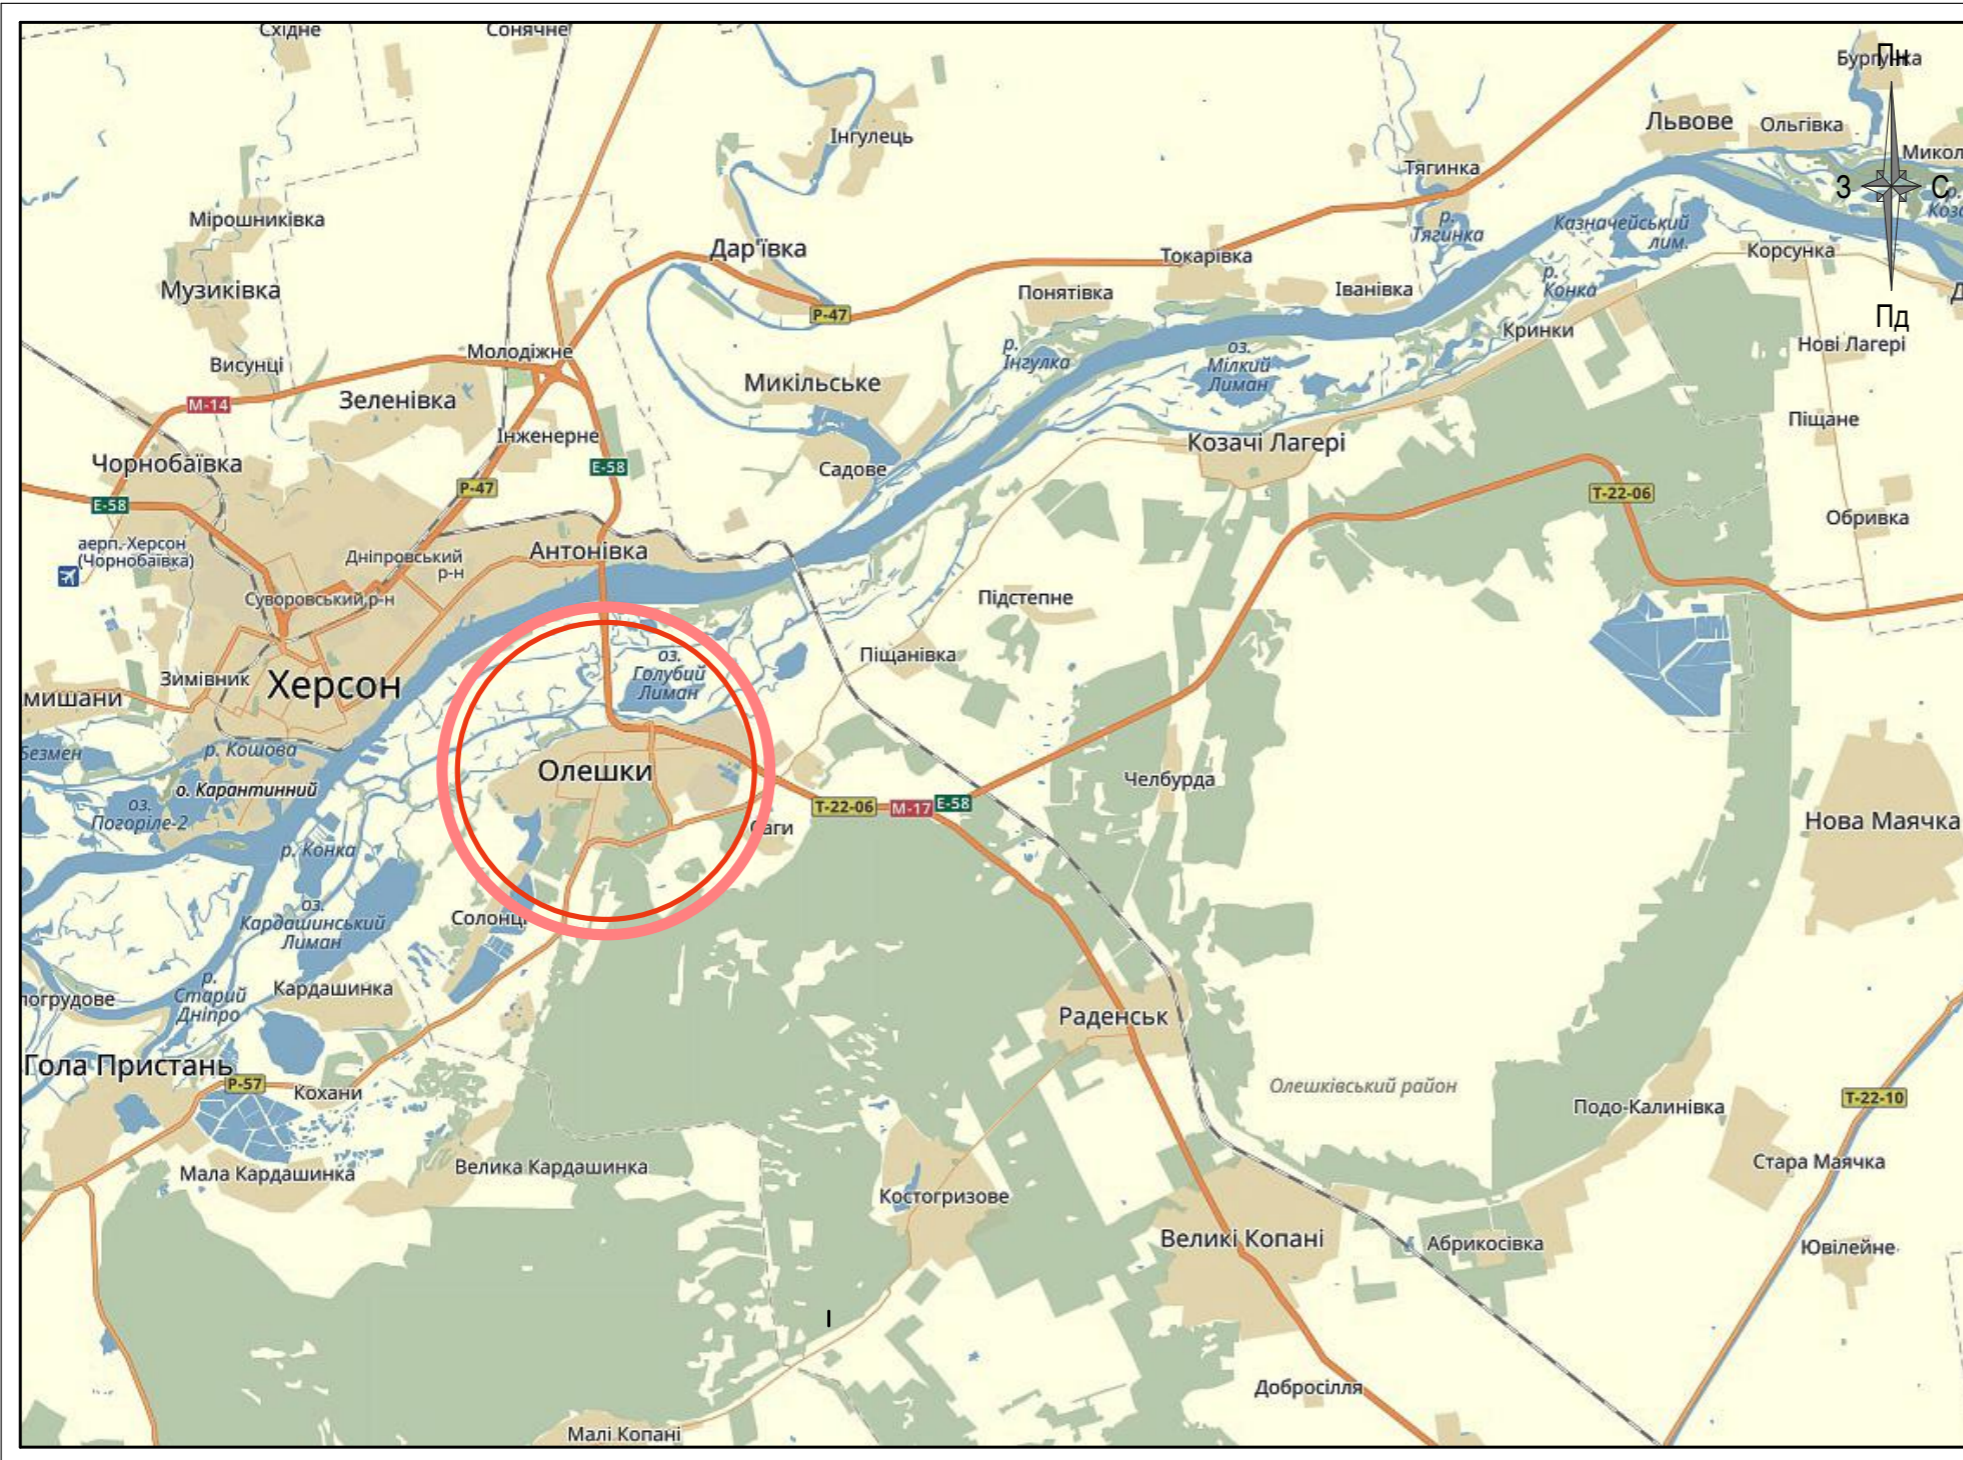 Східне
Сонячне
Пн
Інгулець
Львове
Ольгівка
Тягинка
З
С
Мірошниківка
р.
Тягинка
Казначейський
лим.
Дар'ївка
Токарівка
Корсунка
Музиківка
Понятівка
Іванівка
р.
Конка
Р-47
Пд
Кринки
Нові Лагері
Молодіжне
р.
Інгулка
оз.
Мілкий
Лиман
Висунці
Микільське
М-14
Зеленівка
Піщане
Інженерне
Козачі Лагері
Чорнобаївка
Е-58
Садове
Р-47
Т-22-06
Е-58
Обривка
аерп. Херсон
(Чорнобаївка)
Дніпровський
р-н
Антонівка
Суворовський р-н
Підстепне
Піщанівка
оз.
Голубий
Лиман
Зимівник
Херсон
мишани
р. Кошова
Безмен
Олешки
Челбурда
о. Карантинний
оз.
Погоріле-2
Т-22-06
М-17
Е-58
Нова Маячка
р. Конка
оз.
Кардашинський
Лиман
Солонці
р.
Старий
Дніпро
Кардашинка
погрудове
Раденськ
Гола Пристань
Р-57
Кохани
Олешківський район
Подо-Калинівка
Т-22-10
Мала Кардашинка
Велика Кардашинка
Стара Маячка
Костогризове
Великі Копані
Абрикосівка
Ювілейне
Добросілля
Малі Копані